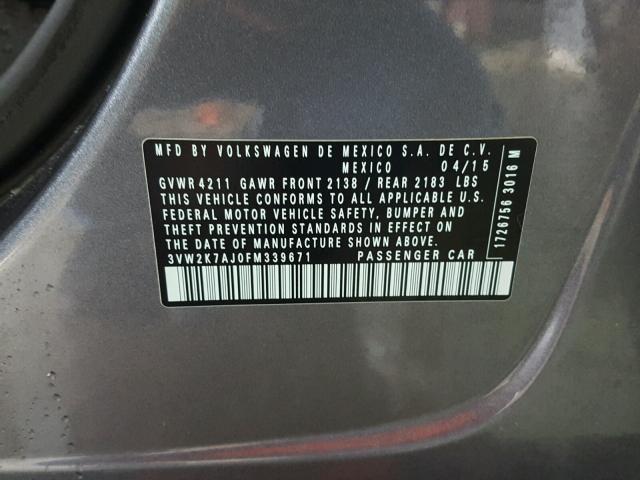 MFD BY VOLKSWAGEN DE MEXICO S.A. DE C.V.
MEXICO 04/15
GVWR 4211 GAWR FRONT 2138 / REAR 2183 LBS
THIS VEHICLE CONFORMS TO ALL APPLICABLE U.S.
FEDERAL MOTOR VEHICLE SAFETY, BUMPER AND
THEFT PREVENTION STANDARDS IN EFFECT ON
THE DATE OF MANUFACTURE SHOWN ABOVE.
3VW2K7AJ0FM339671 PASSENGER CAR
1726756 3016 M